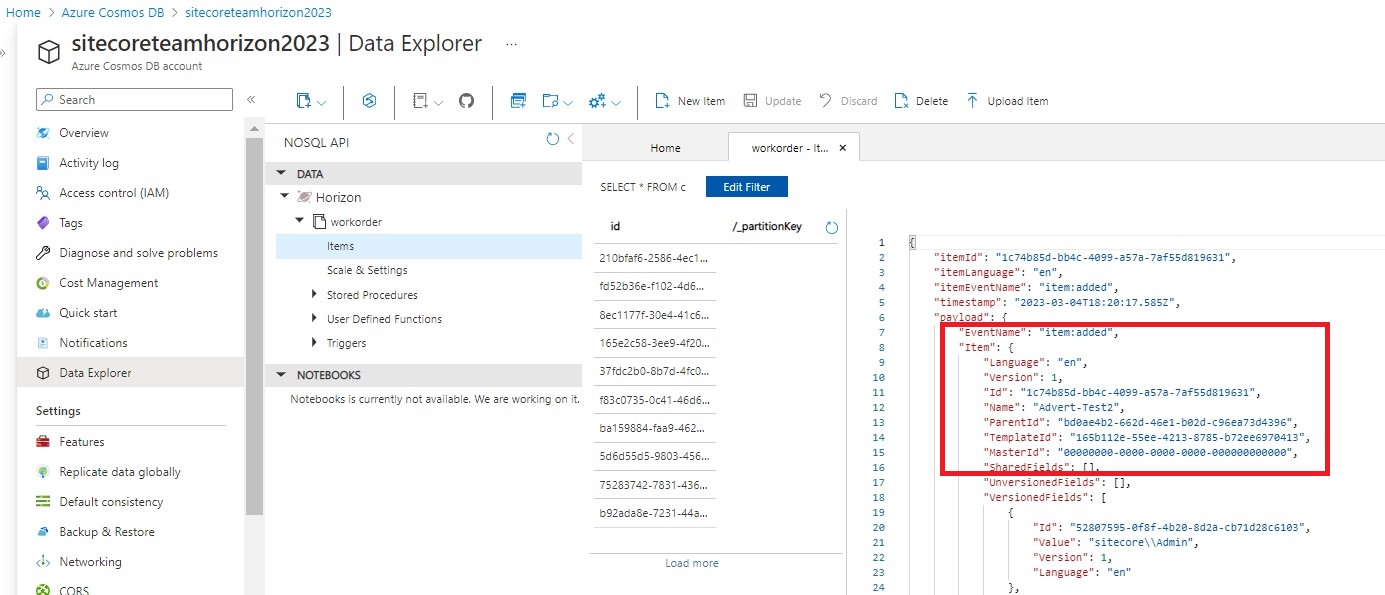 Home > Azure Cosmos DB > sitecoreteamhorizon2023
sitecoreteamhorizon2023 | Data Explorer ...
Azure Cosmos DB account
Search
Overview
Activity log
Access control (IAM)
Tags
Diagnose and solve problems
Cost Management
Quick start
Notifications
Data Explorer
Settings
Features
Replicate data globally
Default consistency
Backup & Restore
Networking
CORS
New Item
Update
Discard
Delete
Upload Item
NOSQL API
DATA
Horizon
workorder
Items
Scale & Settings
Stored Procedures
User Defined Functions
Triggers
NOTEBOOKS
Notebooks is currently not available. We are working on it.
Home
workorder - It...
SELECT * FROM c
Edit Filter
id /_partitionKey
210bfaf6-2586-4ec1...
fd52b36e-f102-4d6...
8ec1177f-30e4-41c6...
165e2c58-3ee9-4f20...
37fdc2b0-8b7d-4fc0...
f83c0735-0c41-46d6...
ba159884-faa9-462...
5d6d55d5-9803-456...
75283742-7831-436...
b92ada8e-7231-44a...
Load more
1 {
2 "itemId": "1c74b85d-bb4c-4099-a57a-7af55d819631",
3 "itemLanguage": "en",
4 "itemEventName": "item:added",
5 "timestamp": "2023-03-04T18:20:17.585Z",
6 "payload": {
7 "EventName": "item:added",
8 "Item": {
9 "Language": "en",
10 "Version": 1,
11 "Id": "1c74b85d-bb4c-4099-a57a-7af55d819631",
12 "Name": "Advert-Test2",
13 "ParentId": "bd0ae4b2-662d-46e1-b02d-c96ea73d4396",
14 "TemplateId": "165b112e-55ee-4213-8785-b72ee6970413",
15 "MasterId": "00000000-0000-0000-0000-000000000000",
16 "SharedFields": [],
17 "UnversionedFields": [],
18 "VersionedFields": [
19 {
20 "Id": "52807595-0f8f-4b20-8d2a-cb71d28c6103",
21 "Value": "sitecore\\Admin",
22 "Version": 1,
23 "Language": "en"
24 },